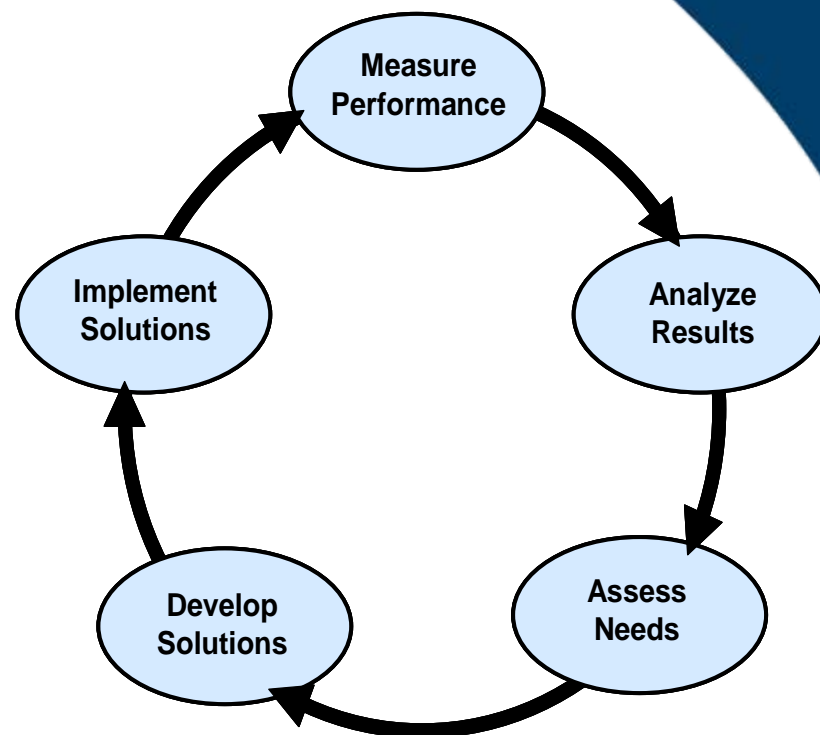 Measure
Performance
Analyze
Results
Assess
Needs
Develop
Solutions
Implement
Solutions